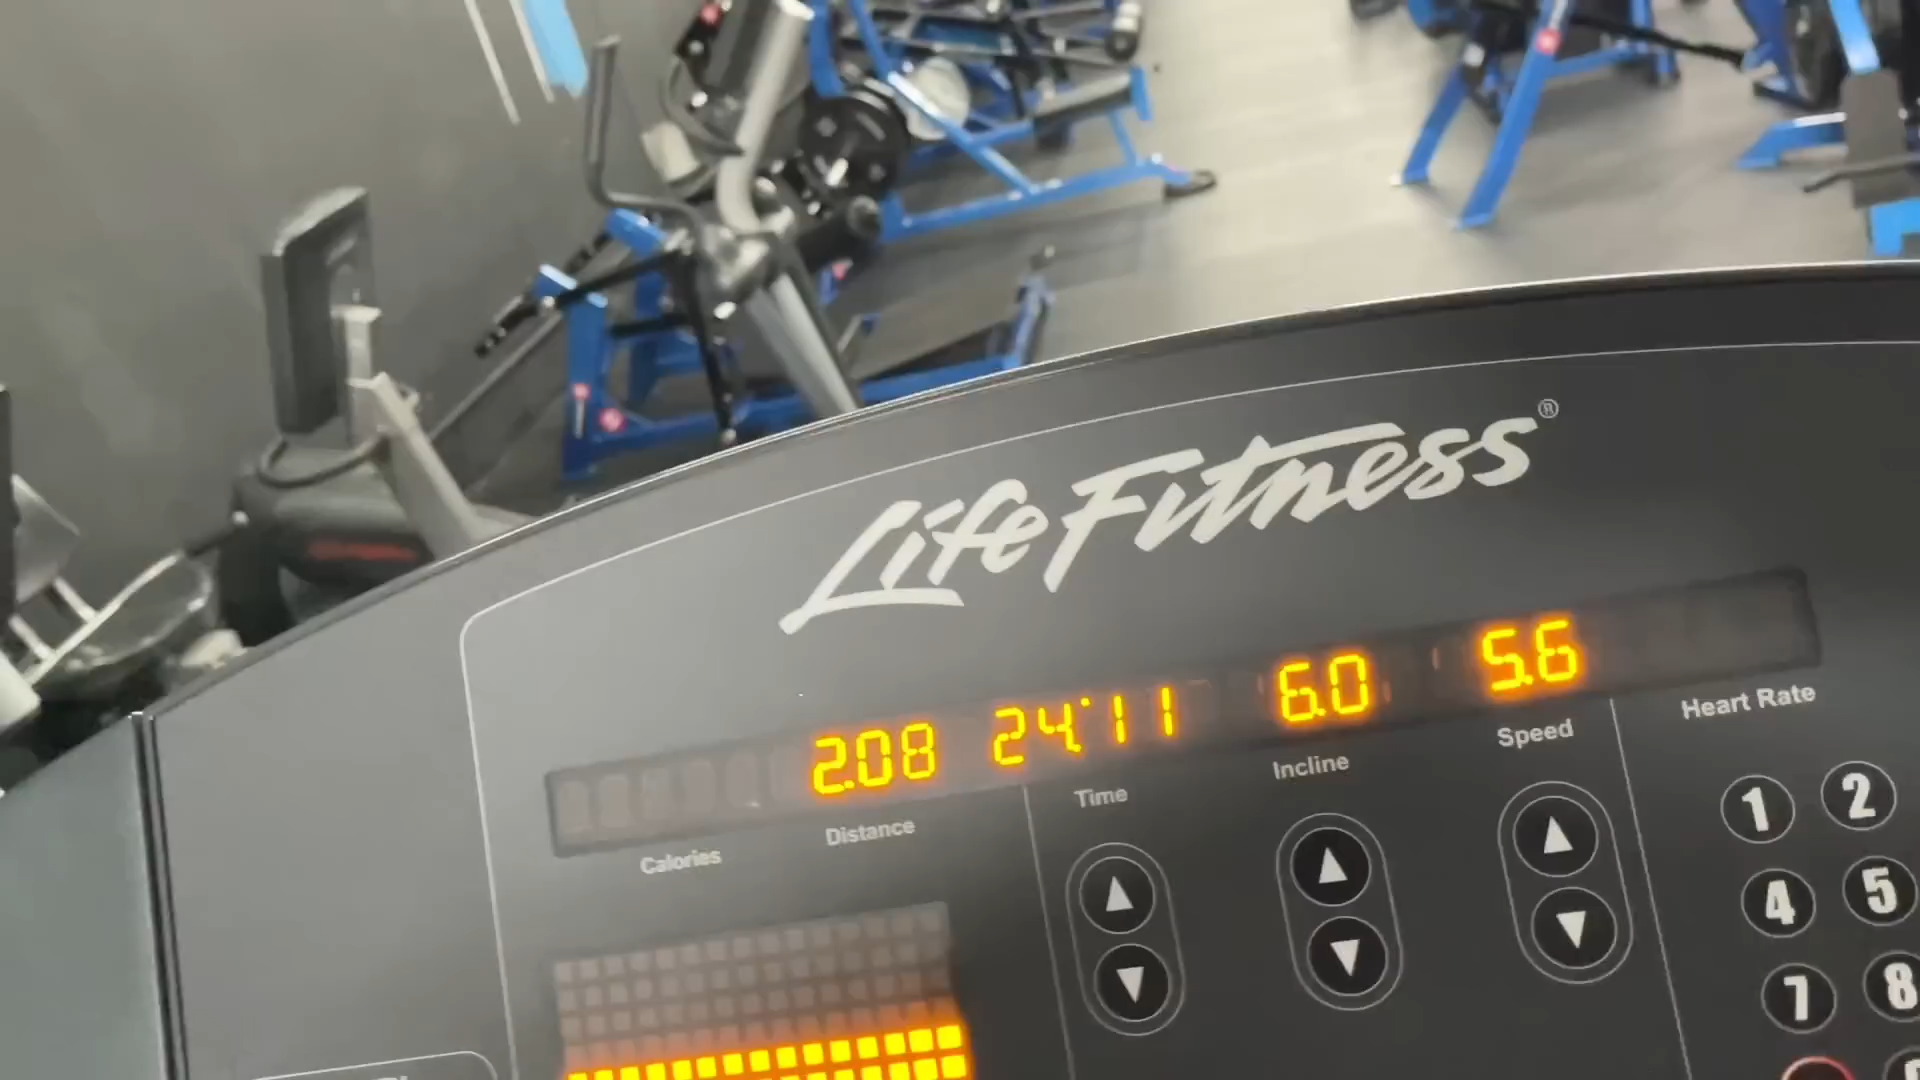 LifeFitness®
2.08 24:11 6.0 5.6
Calories Distance Time Incline Speed Heart Rate
1 2
4 5
7 8